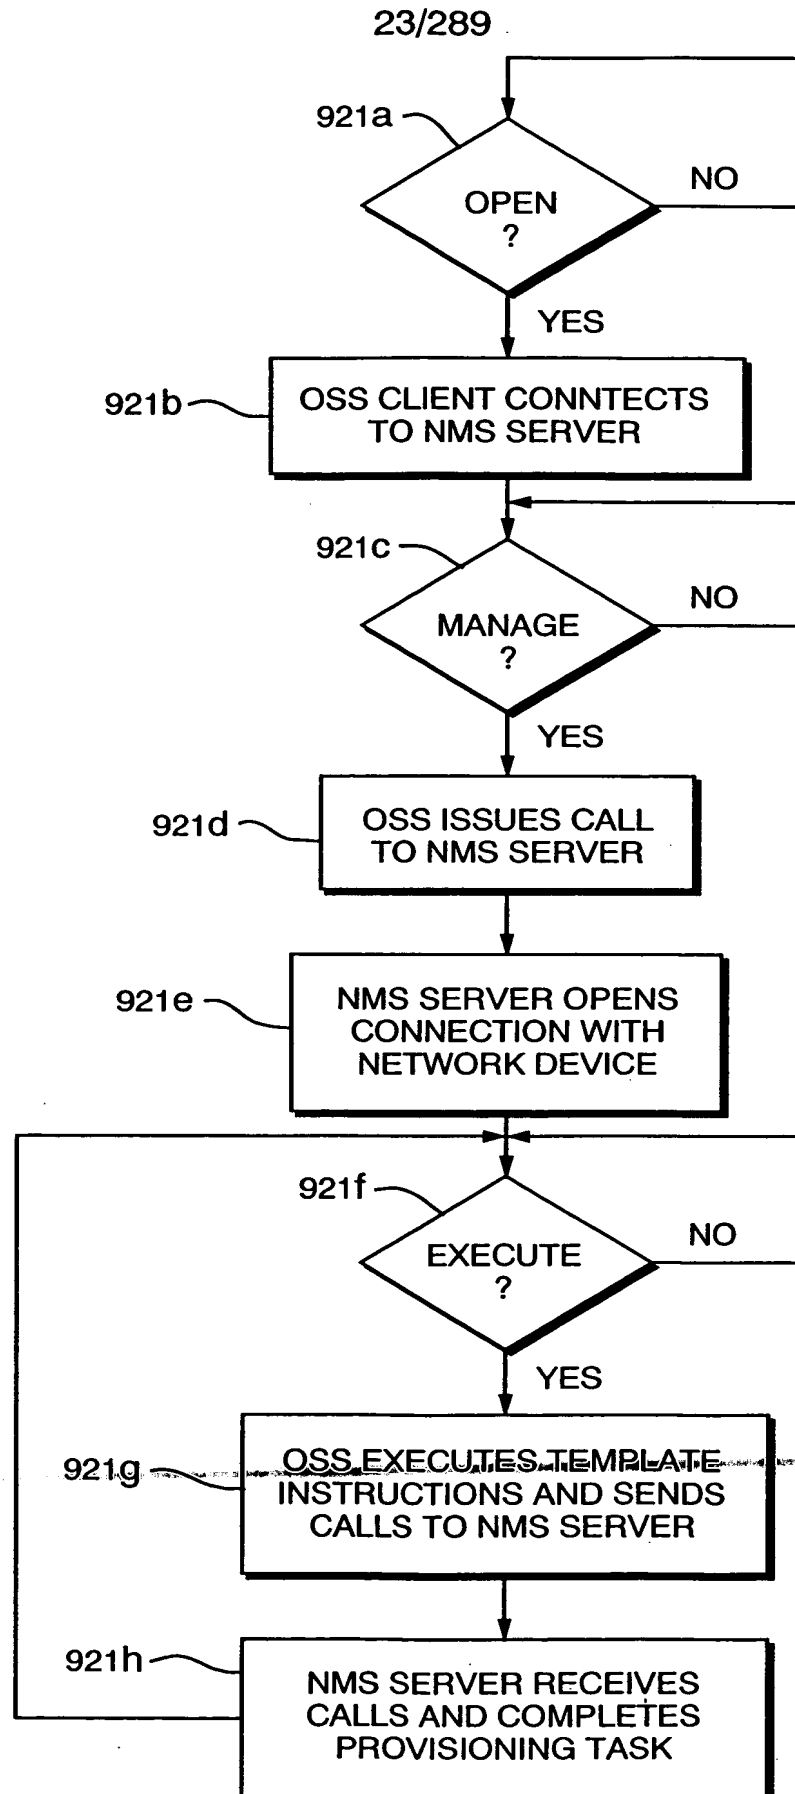 23/289
921a
OPEN
?
NO
YES
921b
OSS CLIENT CONNTECTS
TO NMS SERVER
921c
MANAGE
?
NO
YES
921d
OSS ISSUES CALL
TO NMS SERVER
921e
NMS SERVER OPENS
CONNECTION WITH
NETWORK DEVICE
921f
EXECUTE
?
NO
YES
921g
OSS EXECUTES TEMPLATE
INSTRUCTIONS AND SENDS
CALLS TO NMS SERVER
921h
NMS SERVER RECEIVES
CALLS AND COMPLETES
PROVISIONING TASK